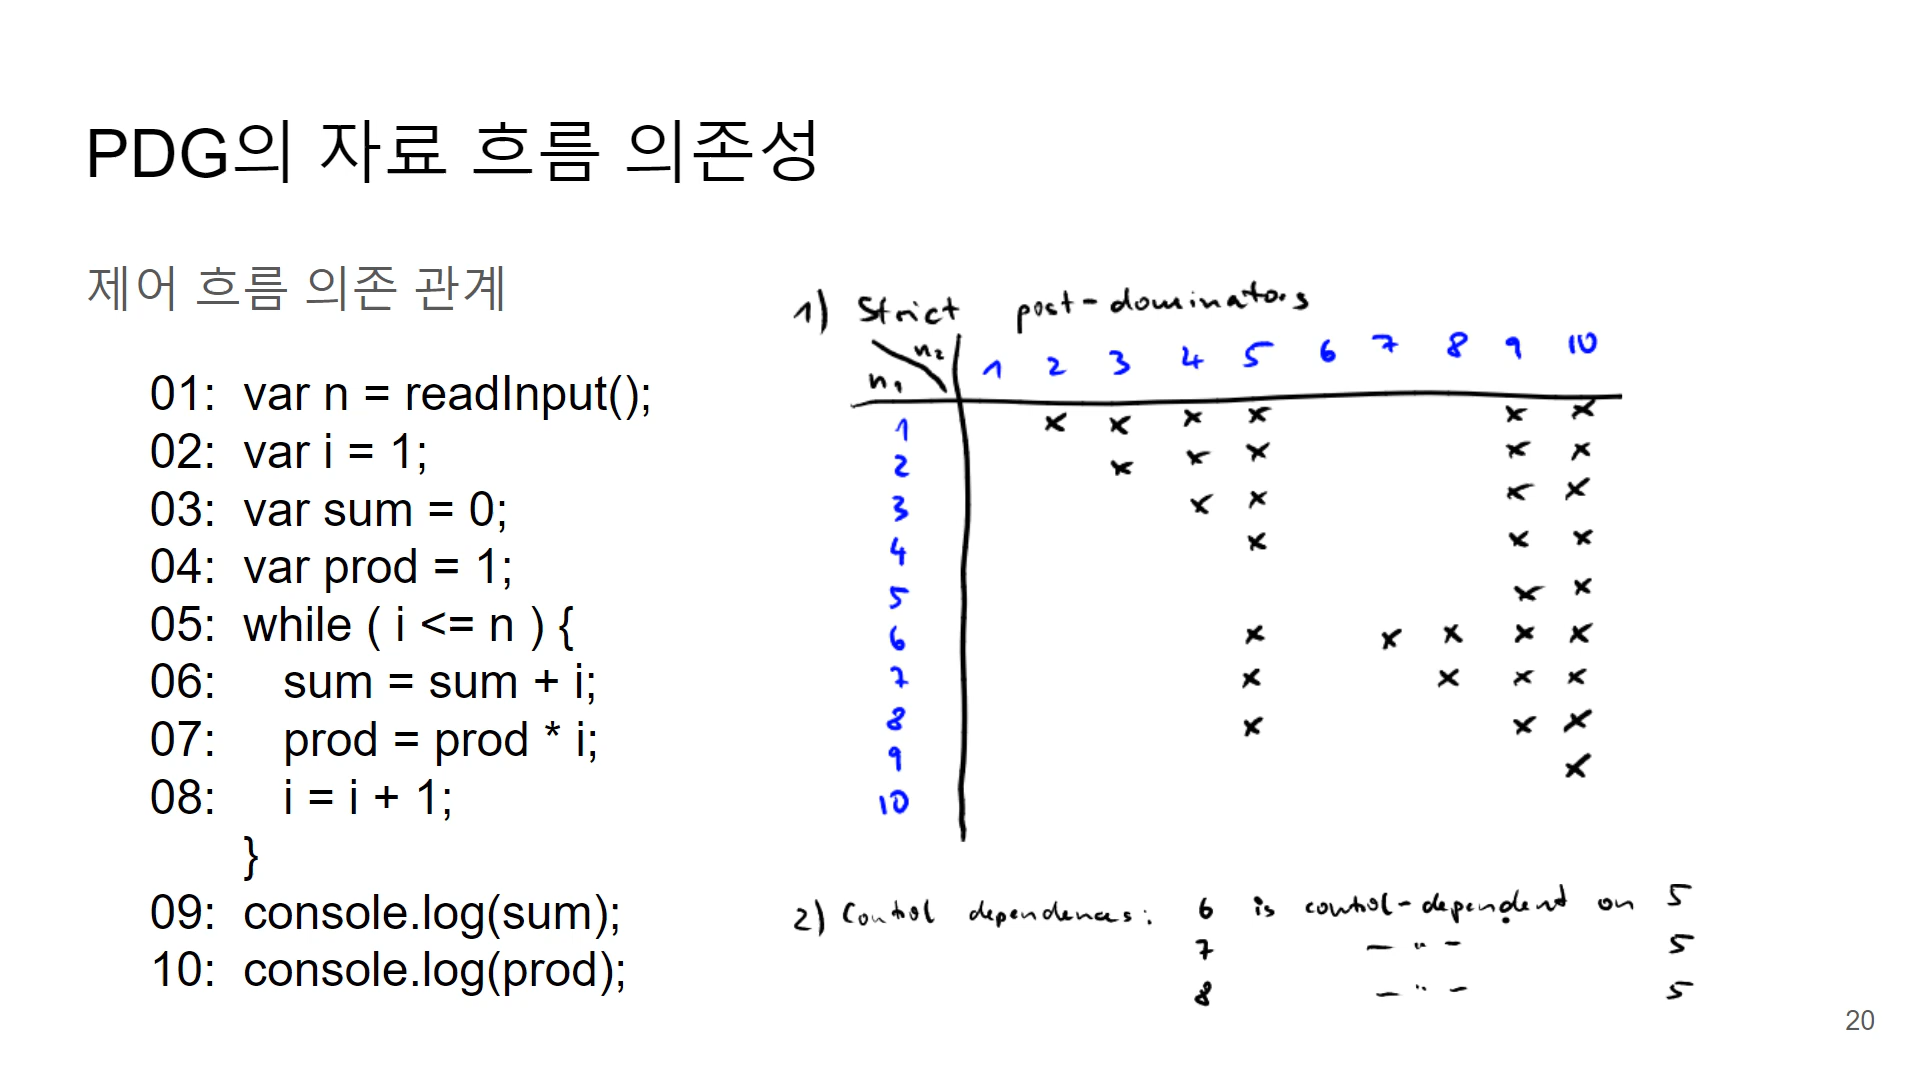 PDG의 자료 흐름 의존성
제어 흐름 의존 관계
01: var n = readInput();
02: var i = 1;
03: var sum = 0;
04: var prod = 1;
05: while ( i <= n ) {
06: sum = sum + i;
07: prod = prod * i;
08: i = i + 1;
}
09: console.log(sum);
10: console.log(prod);
1) Strict post-dominators
n₂ 1 2 3 4 5 6 7 8 9 10
n₁
1 x x x x x x
2 x x x x x
3 x x x x
4 x x x
5 x x
6 x x x x x
7 x x x x
8 x x x
9 x
10
2) Control dependences: 6 is control-dependent on 5
7 — " — 5
8 — " — 5
20